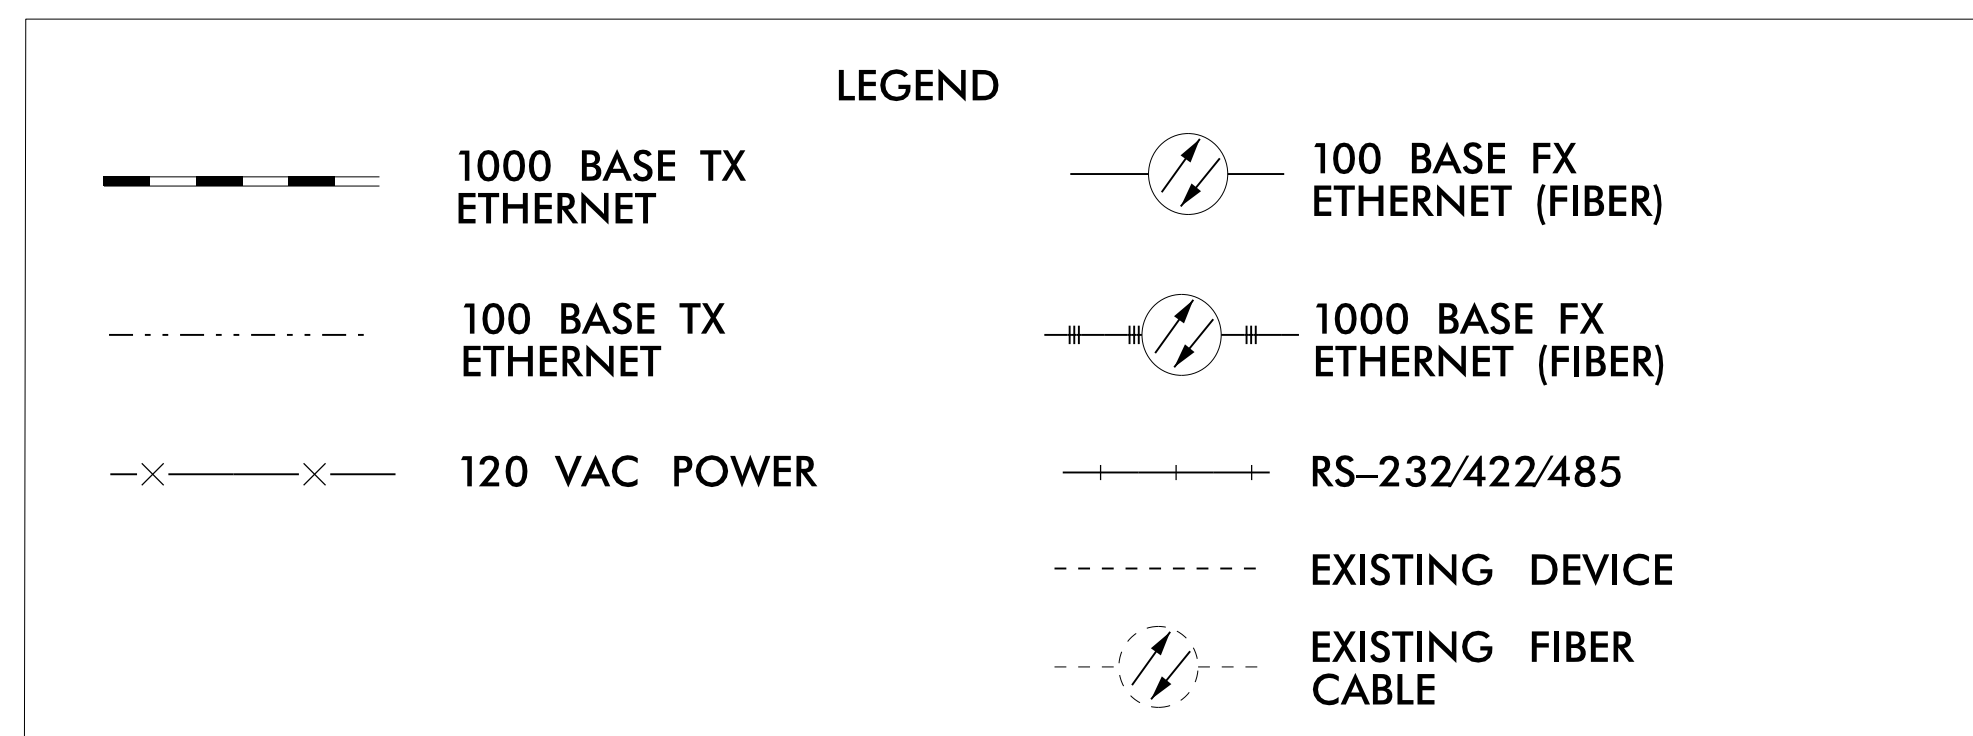 LEGEND
1000 BASE TX
ETHERNET
100 BASE TX
ETHERNET
120 VAC POWER
100 BASE FX
ETHERNET (FIBER)
1000 BASE FX
ETHERNET (FIBER)
RS–232/422/485
EXISTING DEVICE
EXISTING FIBER
CABLE